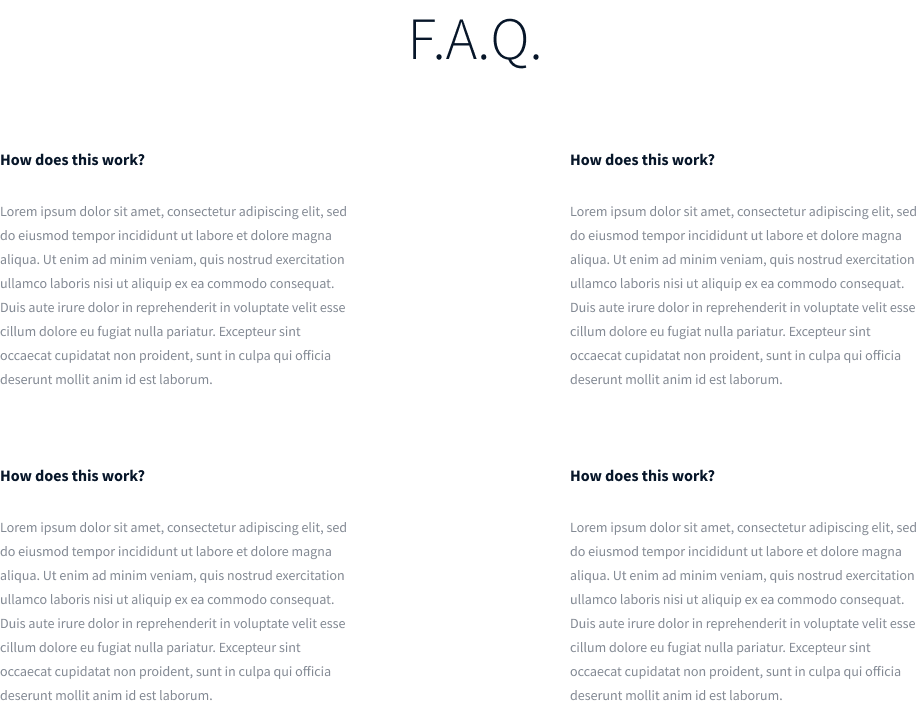 F.A.Q.
How does this work?
Lorem ipsum dolor sit amet, consectetur adipiscing elit, sed
do eiusmod tempor incididunt ut labore et dolore magna
aliqua. Ut enim ad minim veniam, quis nostrud exercitation
ullamco laboris nisi ut aliquip ex ea commodo consequat.
Duis aute irure dolor in reprehenderit in voluptate velit esse
cillum dolore eu fugiat nulla pariatur. Excepteur sint
occaecat cupidatat non proident, sunt in culpa qui officia
deserunt mollit anim id est laborum.
How does this work?
Lorem ipsum dolor sit amet, consectetur adipiscing elit, sed
do eiusmod tempor incididunt ut labore et dolore magna
aliqua. Ut enim ad minim veniam, quis nostrud exercitation
ullamco laboris nisi ut aliquip ex ea commodo consequat.
Duis aute irure dolor in reprehenderit in voluptate velit esse
cillum dolore eu fugiat nulla pariatur. Excepteur sint
occaecat cupidatat non proident, sunt in culpa qui officia
deserunt mollit anim id est laborum.
How does this work?
Lorem ipsum dolor sit amet, consectetur adipiscing elit, sed
do eiusmod tempor incididunt ut labore et dolore magna
aliqua. Ut enim ad minim veniam, quis nostrud exercitation
ullamco laboris nisi ut aliquip ex ea commodo consequat.
Duis aute irure dolor in reprehenderit in voluptate velit esse
cillum dolore eu fugiat nulla pariatur. Excepteur sint
occaecat cupidatat non proident, sunt in culpa qui officia
deserunt mollit anim id est laborum.
How does this work?
Lorem ipsum dolor sit amet, consectetur adipiscing elit, sed
do eiusmod tempor incididunt ut labore et dolore magna
aliqua. Ut enim ad minim veniam, quis nostrud exercitation
ullamco laboris nisi ut aliquip ex ea commodo consequat.
Duis aute irure dolor in reprehenderit in voluptate velit esse
cillum dolore eu fugiat nulla pariatur. Excepteur sint
occaecat cupidatat non proident, sunt in culpa qui officia
deserunt mollit anim id est laborum.